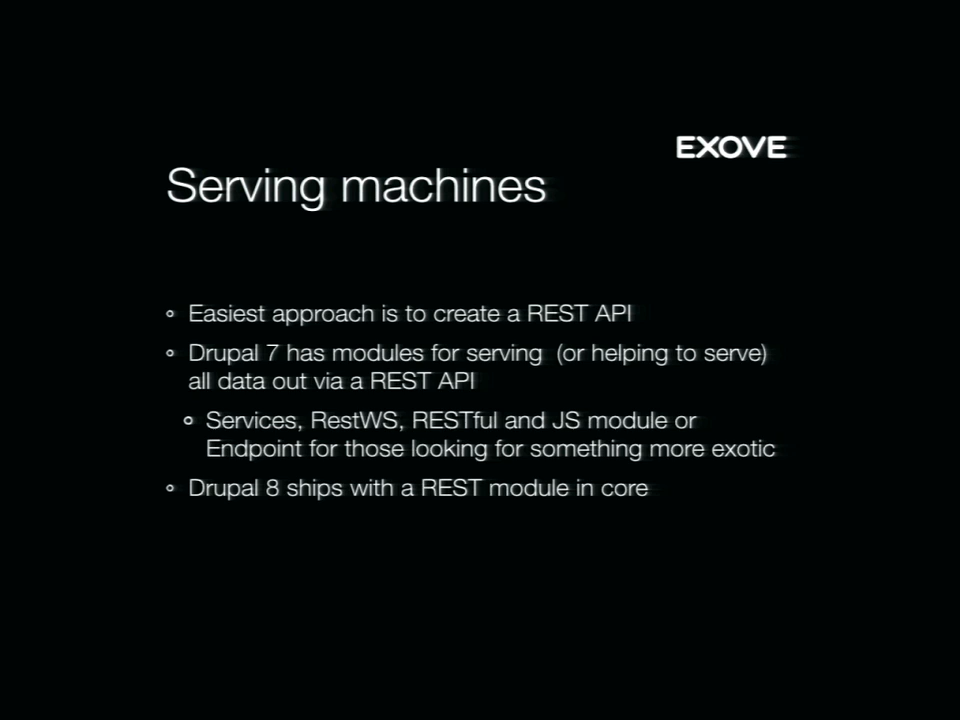 EXOVE
Serving machines
Easiest approach is to create a REST API
Drupal 7 has modules for serving (or helping to serve)
all data out via a REST API
Services, RestWS, RESTful and JS module or
Endpoint for those looking for something more exotic
Drupal 8 ships with a REST module in core